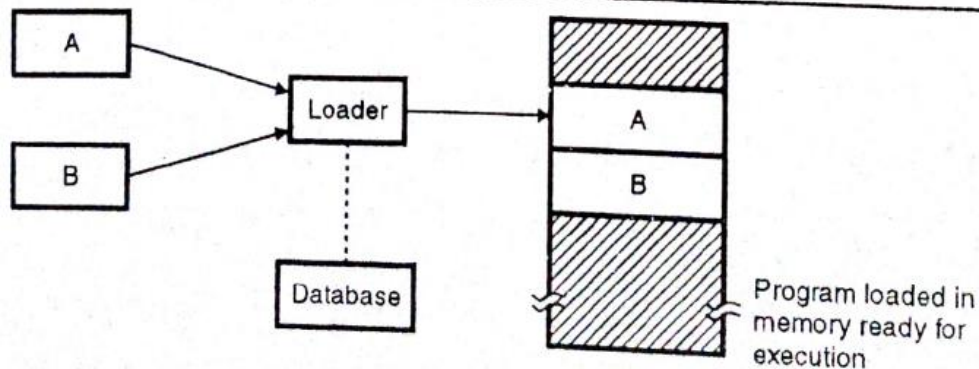 A
Loader
A
B
B
Database
Program loaded in
memory ready for
execution